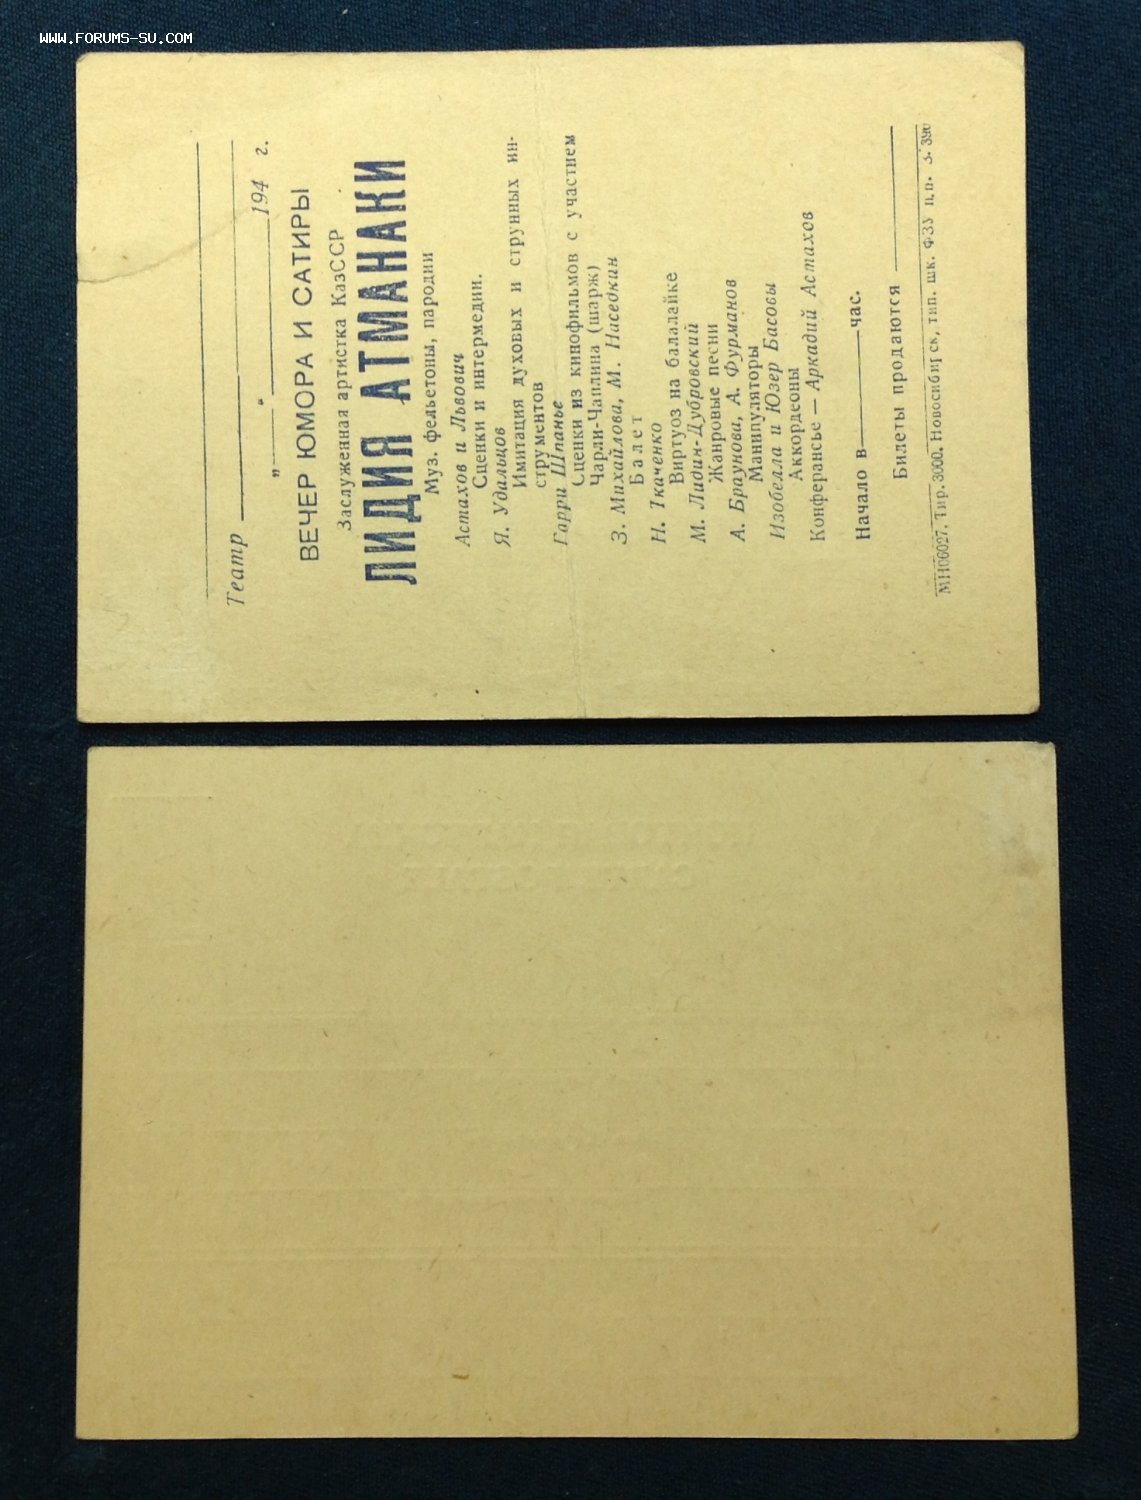 WWW.FORUMS-SU.COM
Театр
„ “ 194 г.
ВЕЧЕР ЮМОРА И САТИРЫ
Заслуженная артистка КазССР
ЛИДИЯ АТМАНАКИ
Муз. фельетоны, пародии
Астахов и Львович
Сценки и интермедии.
Я. Удальцов
Имитация духовых и струнных ин-
струментов
Гарри Шпанье
Сценки из кинофильмов с участием
Чарли-Чаплина (шарж)
З. Михайлова, М. Наседкин
Балет
Н. Ткаченко
Виртуоз на балалайке
М. Лидин-Дубровский
Жанровые песни
А. Браунова, А. Фурманов
Манипуляторы
Изобелла и Юзер Басовы
Аккордеоны
Конферансье — Аркадий Астахов
Начало в час.
Билеты продаются
МН06027. Тир. 3000. Новосибирск, тип. шк. ФЗУ п.п. З. 390